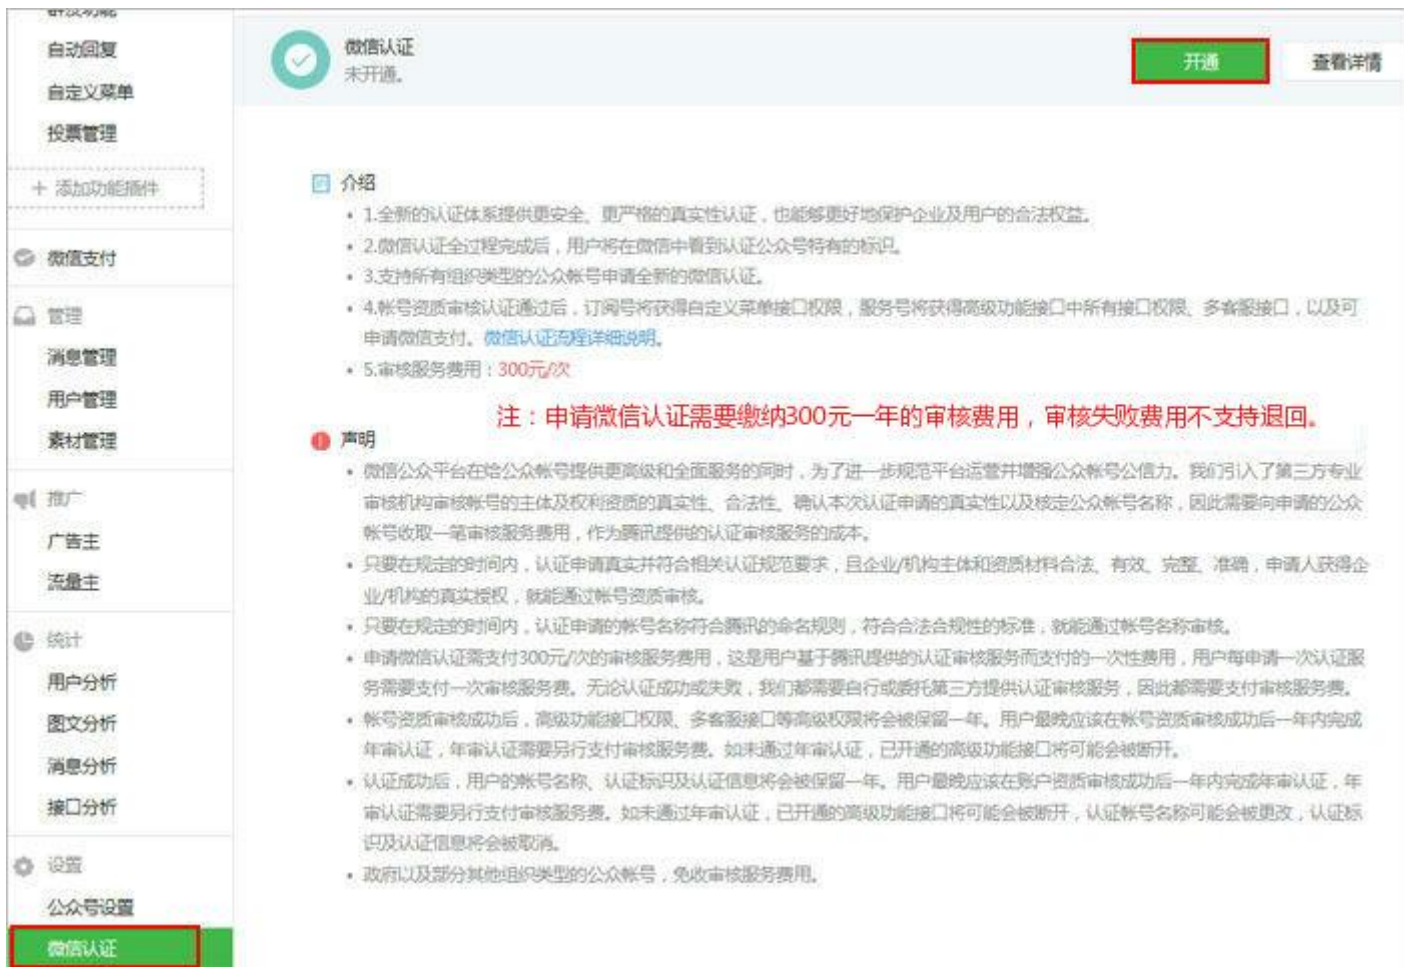 群发功能
自动回复
自定义菜单
投票管理
+ 添加功能插件
微信支付
管理
消息管理
用户管理
素材管理
推广
广告主
流量主
统计
用户分析
图文分析
消息分析
接口分析
设置
公众号设置
微信认证
微信认证
未开通。
开通
查看详情
介绍
• 1.全新的认证体系提供更安全、更严格的真实性认证，也能够更好地保护企业及用户的合法权益。
• 2.微信认证全过程完成后，用户将在微信中看到认证公众号特有的标识。
• 3.支持所有组织类型的公众帐号申请全新的微信认证。
• 4.帐号资质审核认证通过后，订阅号将获得自定义菜单接口权限，服务号将获得高级功能接口中所有接口权限、多客服接口，以及可
申请微信支付。微信认证流程详细说明。
• 5.审核服务费用：300元/次
注：申请微信认证需要缴纳300元一年的审核费用，审核失败费用不支持退回。
声明
• 微信公众平台在给公众帐号提供更高级和全面服务的同时，为了进一步规范平台运营并增强公众帐号公信力。我们引入了第三方专业
审核机构审核帐号的主体及权利资质的真实性、合法性、确认本次认证申请的真实性以及核定公众帐号名称，因此需要向申请的公众
帐号收取一笔审核服务费用，作为腾讯提供的认证审核服务的成本。
• 只要在规定的时间内，认证申请真实并符合相关认证规范要求，且企业/机构主体和资质材料合法、有效、完整、准确，申请人获得企
业/机构的真实授权，就能通过帐号资质审核。
• 只要在规定的时间内，认证申请的帐号名称符合腾讯的命名规则，符合合法合规性的标准，就能通过帐号名称审核。
• 申请微信认证需支付300元/次的审核服务费用，这是用户基于腾讯提供的认证审核服务而支付的一次性费用，用户每申请一次认证服
务需要支付一次审核服务费。无论认证成功或失败，我们都需要自行或委托第三方提供认证审核服务，因此都需要支付审核服务费。
• 帐号资质审核成功后，高级功能接口权限、多客服接口等高级权限将会被保留一年。用户最晚应该在帐号资质审核成功后一年内完成
年审认证，年审认证需要另行支付审核服务费。如未通过年审认证，已开通的高级功能接口将可能会被断开。
• 认证成功后，用户的帐号名称、认证标识及认证信息将会被保留一年。用户最晚应该在账户资质审核成功后一年内完成年审认证，年
审认证需要另行支付审核服务费。如未通过年审认证，已开通的高级功能接口将可能会被断开，认证帐号名称可能会被更改，认证标
识及认证信息将会被取消。
• 政府以及部分其他组织类型的公众帐号，免收审核服务费用。